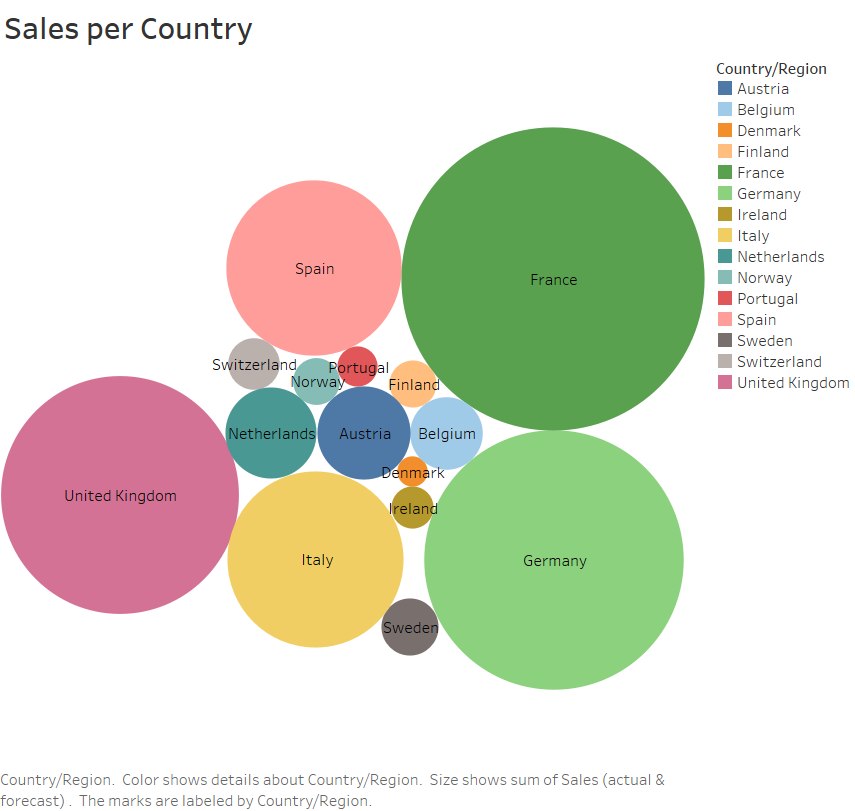 Sales per Country
Country/Region
Austria
Belgium
Denmark
Finland
France
Germany
Ireland
Italy
Netherlands
Norway
Portugal
Spain
Sweden
Switzerland
United Kingdom
Spain
France
Switzerland
Portugal
Norway
Finland
Netherlands
Austria
Belgium
Denmark
United Kingdom
Ireland
Italy
Germany
Sweden
Country/Region.  Color shows details about Country/Region.  Size shows sum of Sales (actual &
forecast) .  The marks are labeled by Country/Region.